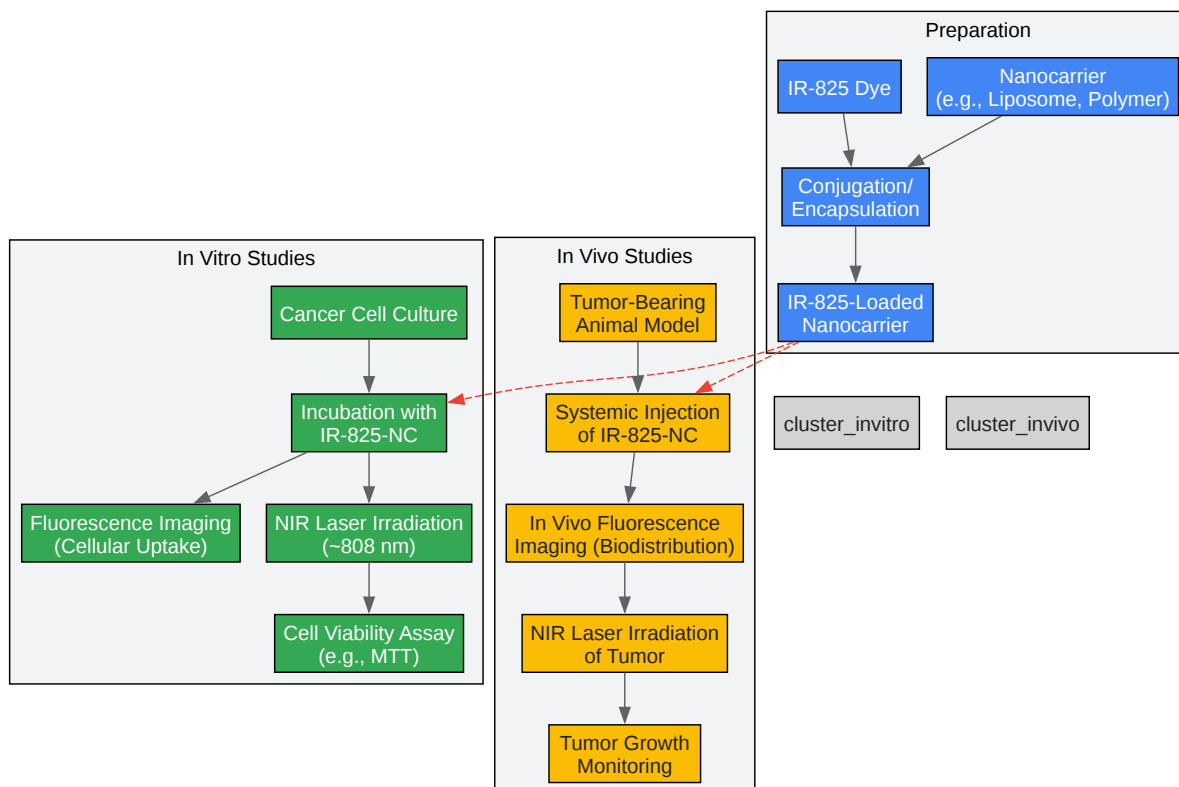 Preparation
IR-825 Dye
Nanocarrier
(e.g., Liposome, Polymer)
Conjugation/
Encapsulation
IR-825-Loaded
Nanocarrier
In Vitro Studies
Cancer Cell Culture
Incubation with
IR-825-NC
Fluorescence Imaging
(Cellular Uptake)
NIR Laser Irradiation
(~808 nm)
Cell Viability Assay
(e.g., MTT)
In Vivo Studies
Tumor-Bearing
Animal Model
Systemic Injection
of IR-825-NC
In Vivo Fluorescence
Imaging (Biodistribution)
NIR Laser Irradiation
of Tumor
Tumor Growth
Monitoring
cluster_invitro
cluster_invivo